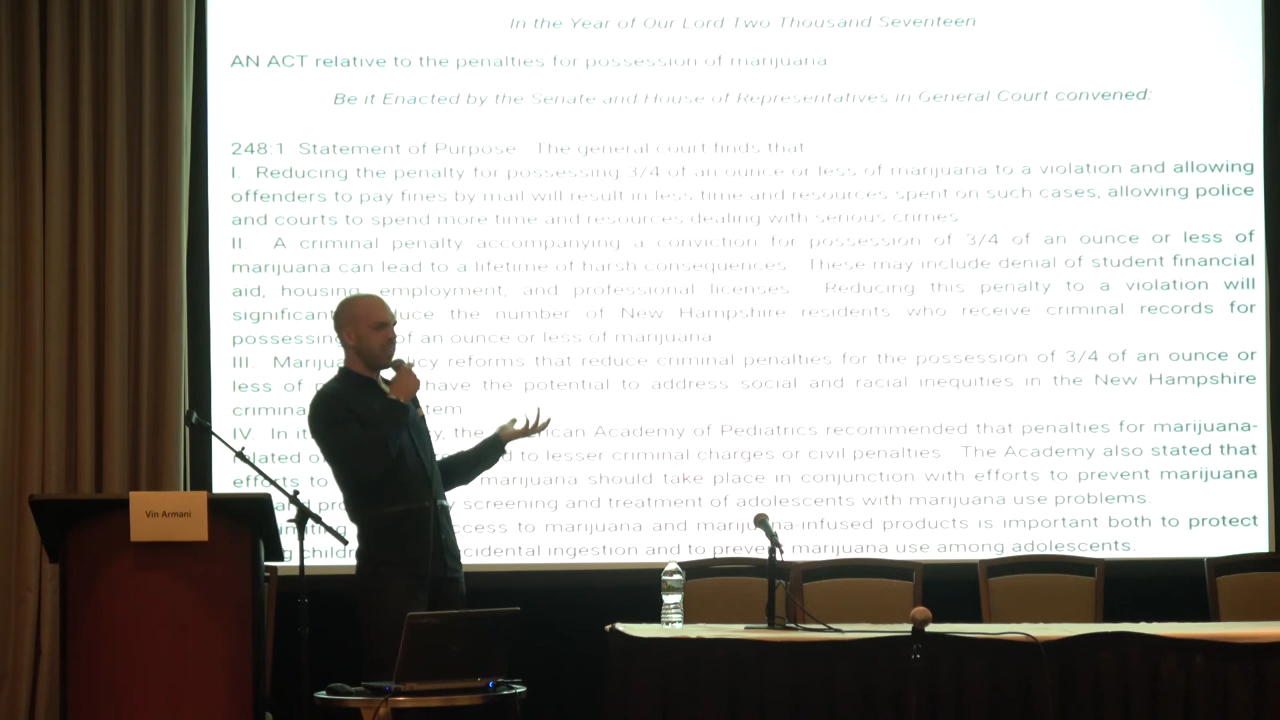 In the Year of Our Lord Two Thousand Seventeen
AN ACT relative to the penalties for possession of marijuana
Be it Enacted by the Senate and House of Representatives in General Court convened:
248:1 Statement of Purpose The general court finds that
I. Reducing the penalty for possessing 3/4 of an ounce or less of marijuana to a violation and allowing
offenders to pay fines by mail will result in less time and resources spent on such cases, allowing police
and courts to spend more time and resources dealing with serious crimes
II A criminal penalty accompanying a conviction for possession of 3/4 of an ounce or less of
marijuana can lead to a lifetime of harsh consequences These may include denial of student financial
aid, housing, employment, and professional licenses Reducing this penalty to a violation will
the number of New Hampshire residents who receive criminal records for
possessing of an ounce or less of marijuana
III. reforms that reduce criminal penalties for the possession of 3/4 of an ounce or
less of have the potential to address social and racial inequities in the New Hampshire
IV. In the Academy of Pediatrics recommended that penalties for marijuana-
to lesser criminal charges or civil penalties The Academy also stated that
efforts to marijuana should take place in conjunction with efforts to prevent marijuana
screening and treatment of adolescents with marijuana use problems.
to marijuana and marijuana-infused products is important both to protect
ingestion and to prevent marijuana use among adolescents.
Vin Armani